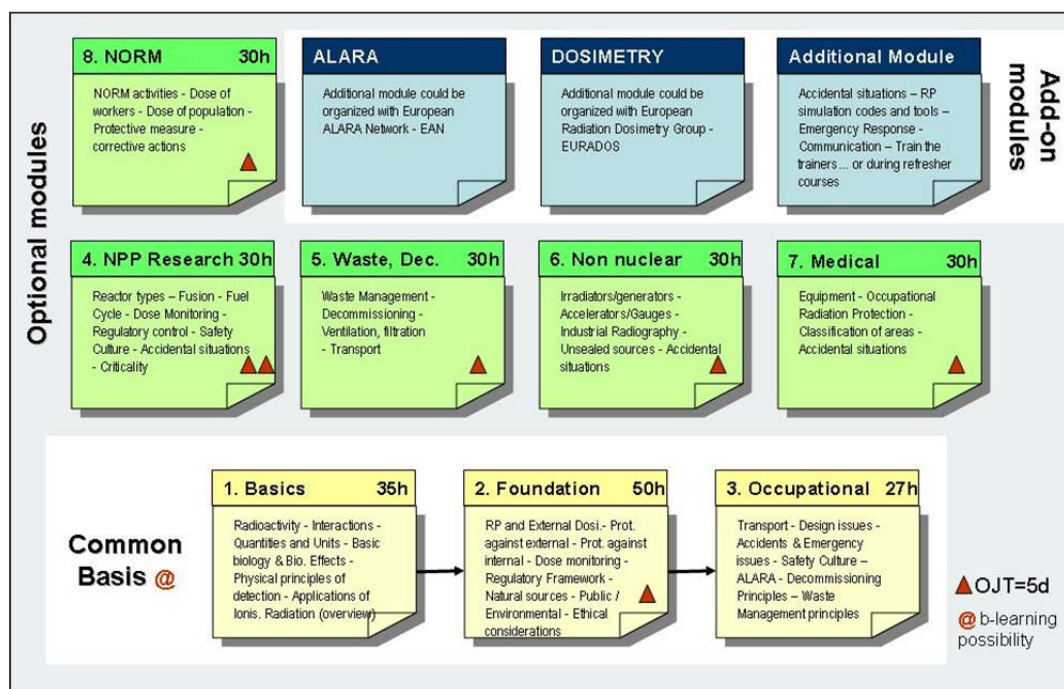 Optional modules
8. NORM 30h
NORM activities - Dose of
workers - Dose of population -
Protective measure -
corrective actions
ALARA
Additional module could be
organized with European
ALARA Network - EAN
DOSIMETRY
Additional module could be
organized with European
Radiation Dosimetry Group -
EURADOS
Additional Module
Accidental situations – RP
simulation codes and tools –
Emergency Response -
Communication – Train the
trainers... or during refresher
courses
Add-on
modules
4. NPP Research 30h
Reactor types – Fusion - Fuel
Cycle - Dose Monitoring -
Regulatory control - Safety
Culture - Accidental situations
- Criticality
5. Waste, Dec. 30h
Waste Management -
Decommissioning -
Ventilation, filtration
- Transport
6. Non nuclear 30h
Irradiators/generators -
Accelerators/Gauges -
Industrial Radiography -
Unsealed sources - Accidental
situations
7. Medical 30h
Equipment - Occupational
Radiation Protection -
Classification of areas -
Accidental situations
Common
Basis @
1. Basics 35h
Radioactivity - Interactions -
Quantities and Units - Basic
biology & Bio. Effects -
Physical principles of
detection - Applications of
Ionis. Radiation (overview)
2. Foundation 50h
RP and External Dosi.- Prot.
against external - Prot. against
internal - Dose monitoring -
Regulatory Framework -
Natural sources - Public /
Environmental - Ethical
considerations
3. Occupational 27h
Transport - Design issues -
Accidents & Emergency
issues - Safety Culture –
ALARA - Decommissioning
Principles – Waste
Management principles
OJT=5d
@ b-learning
possibility